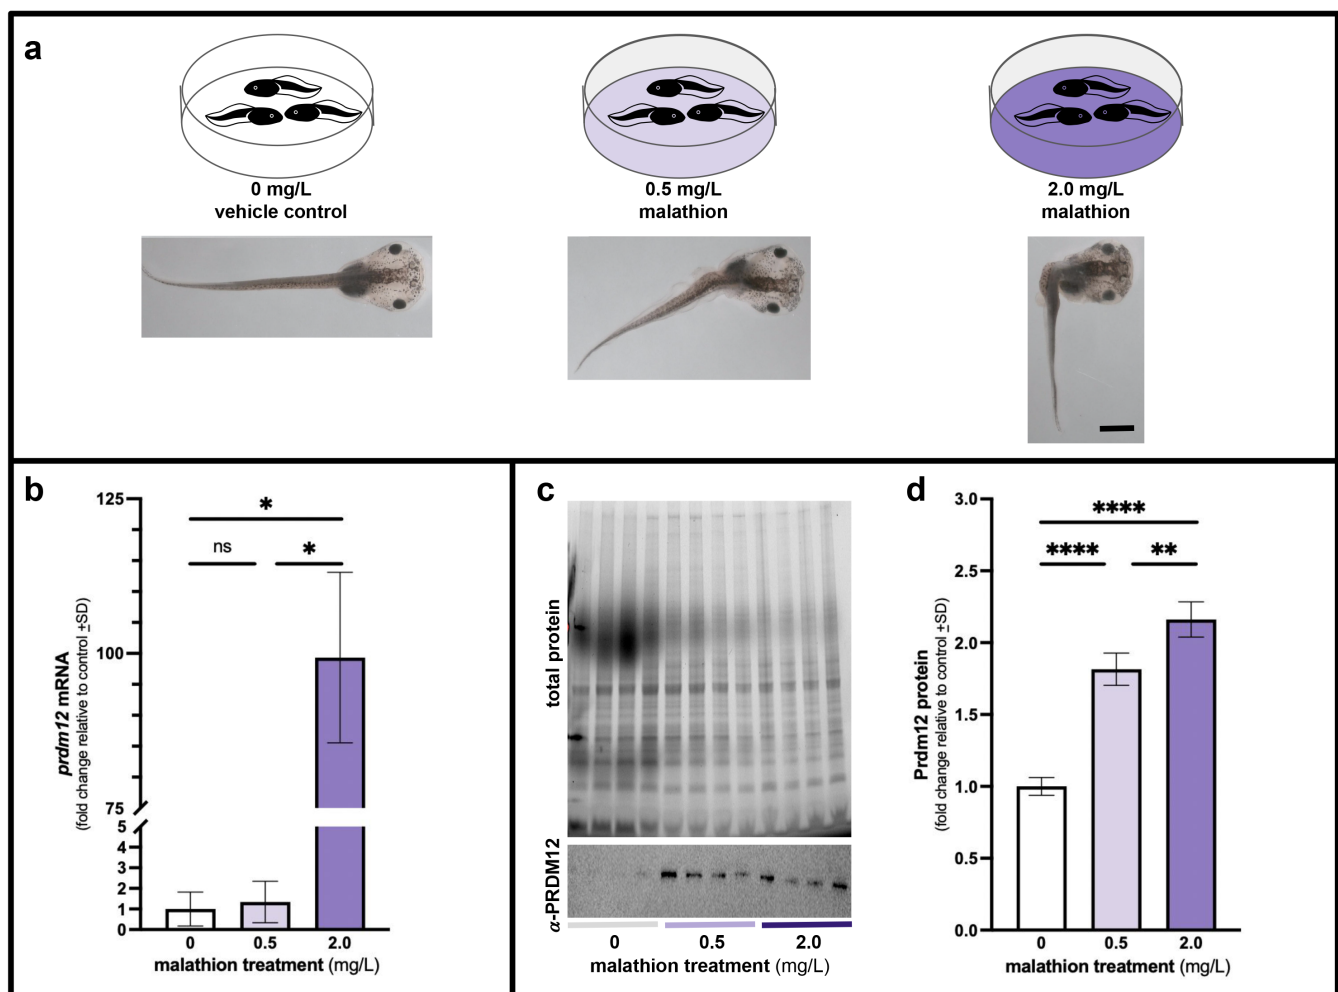 a
0 mg/L
vehicle control
0.5 mg/L
malathion
2.0 mg/L
malathion
b
prdm12 mRNA
(fold change relative to control ±SD)
125
100
75
5
4
3
2
1
0
*
ns
*
0
0.5
2.0
malathion treatment (mg/L)
c
total protein
α-PRDM12
0
0.5
2.0
malathion treatment (mg/L)
d
Prdm12 protein
(fold change relative to control ±SD)
3.0
2.5
2.0
1.5
1.0
0.5
0.0
****
****
**
0
0.5
2.0
malathion treatment (mg/L)